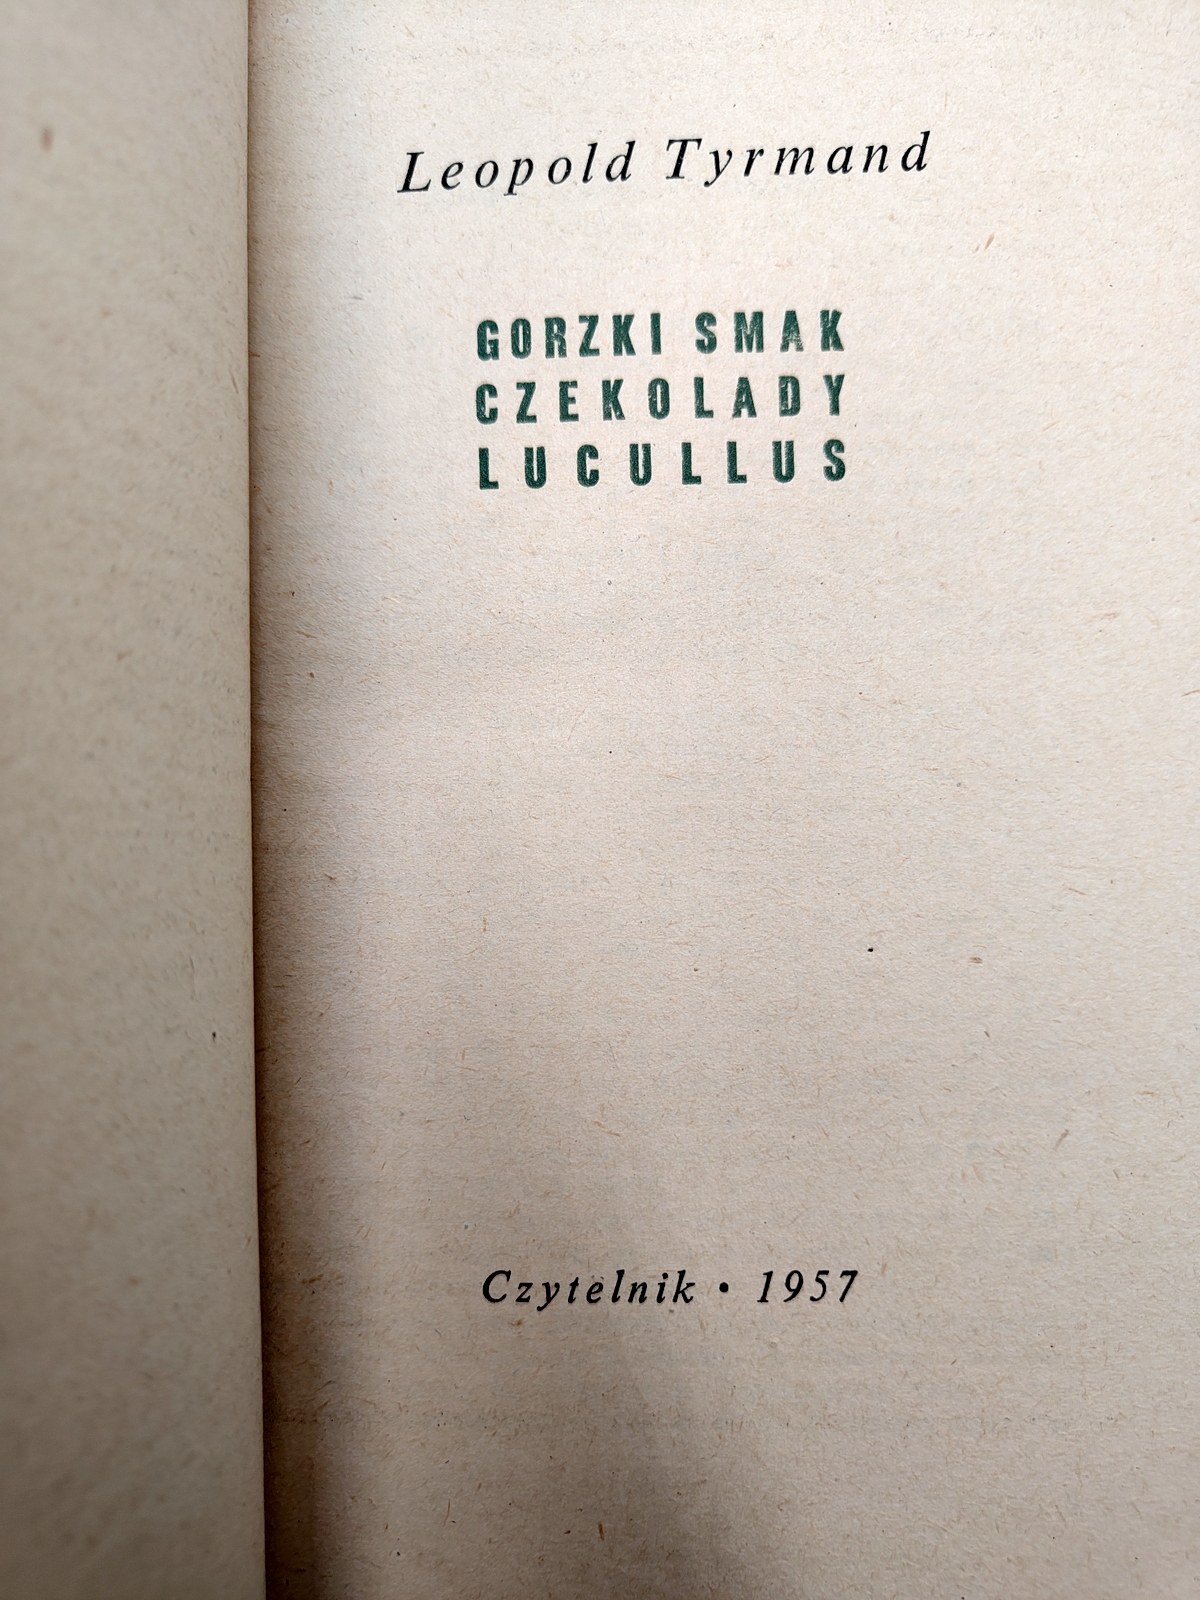 Leopold Tyrmand
GORZKI SMAK
CZEKOLADY
LUCULLUS
Czytelnik • 1957